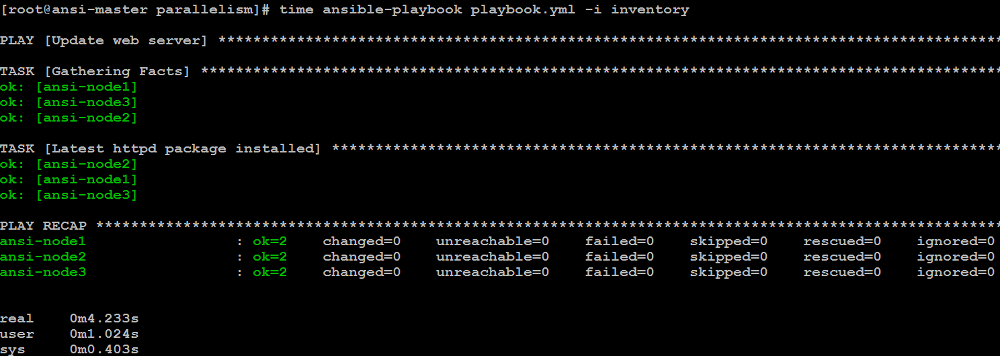 [root@ansi-master parallelism]# time ansible-playbook playbook.yml -i inventory
PLAY [Update web server] ******************************************************************************************
TASK [Gathering Facts] ********************************************************************************************
ok: [ansi-node1]
ok: [ansi-node3]
ok: [ansi-node2]
TASK [Latest httpd package installed] *****************************************************************************
ok: [ansi-node2]
ok: [ansi-node1]
ok: [ansi-node3]
PLAY RECAP ********************************************************************************************************
ansi-node1                 : ok=2    changed=0    unreachable=0    failed=0    skipped=0    rescued=0    ignored=0
ansi-node2                 : ok=2    changed=0    unreachable=0    failed=0    skipped=0    rescued=0    ignored=0
ansi-node3                 : ok=2    changed=0    unreachable=0    failed=0    skipped=0    rescued=0    ignored=0
real    0m4.233s
user    0m1.024s
sys     0m0.403s